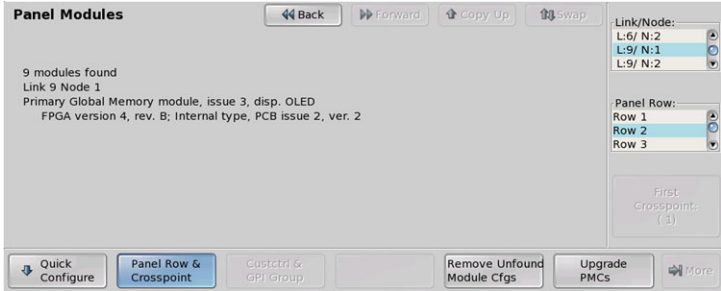 Panel Modules
Back
Forward
Copy Up
Swap
Link/Node:
L:6/ N:2
L:9/ N:1
L:9/ N:2
9 modules found
Link 9 Node 1
Primary Global Memory module, issue 3, disp. OLED
FPGA version 4, rev. B; Internal type, PCB issue 2, ver. 2
Panel Row:
Row 1
Row 2
Row 3
First
Crosspoint:
( 1)
Quick
Configure
Panel Row &
Crosspoint
Custctrl &
GPI Group
Remove Unfound
Module Cfgs
Upgrade
PMCs
More